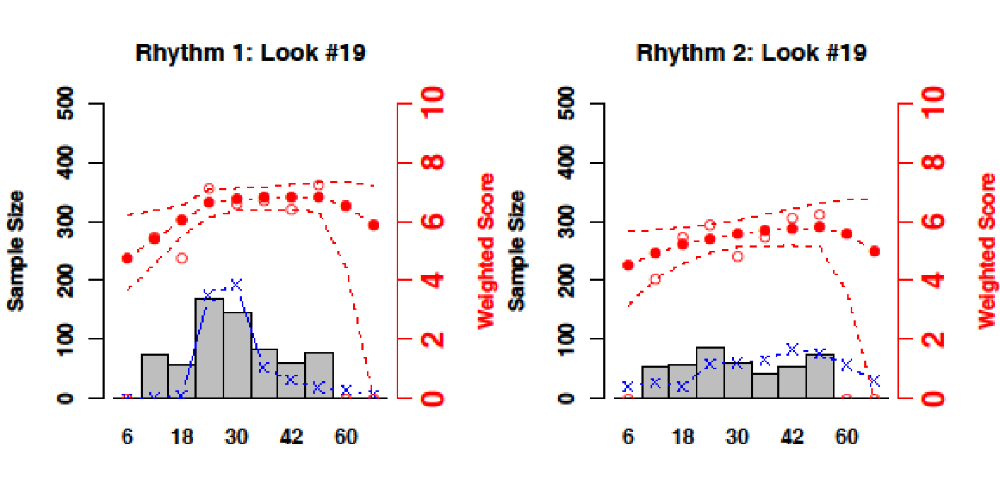 Rhythm 1: Look #19
Sample Size
0 100 200 300 400 500
6 18 30 42 60
0 2 4 6 8 10
Weighted Score
Rhythm 2: Look #19
Sample Size
0 100 200 300 400 500
6 18 30 42 60
0 2 4 6 8 10
Weighted Score